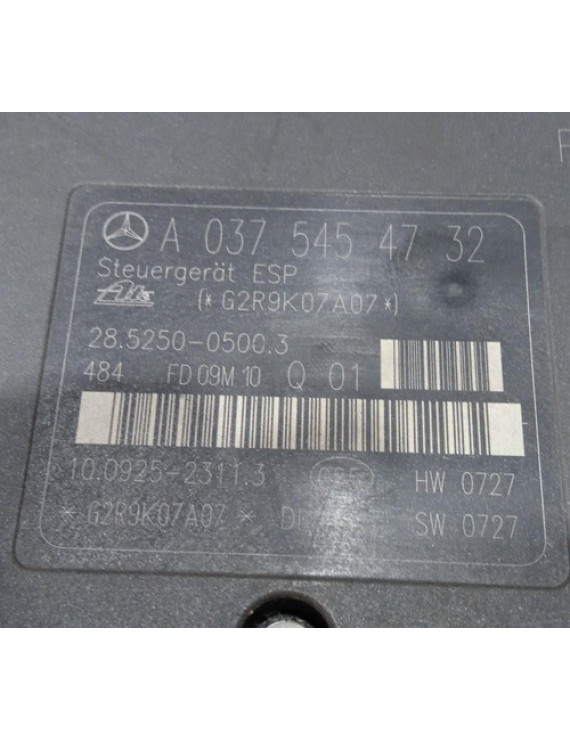 A 037 545 47 32
Steuergerät ESP
Ate (*G2R9K07A07*)
28.5250-0500.3
484 FD 09M 10 Q 01
10.0925-2311.3 HW 0727
*G2R9K07A07* SW 0727